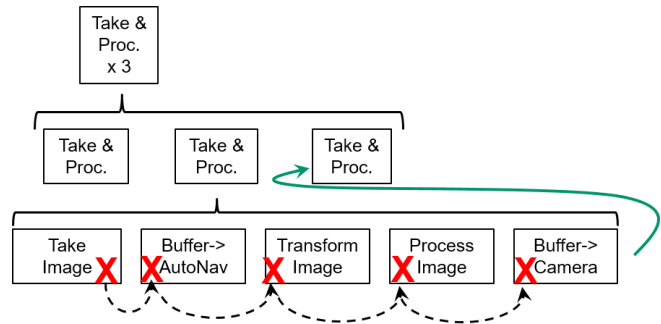 Take &
Proc.
x 3
Take &
Proc.
Take &
Proc.
Take &
Proc.
Take
Image
Buffer->
AutoNav
Transform
Image
Process
Image
Buffer->
Camera
X
X
X
X
X